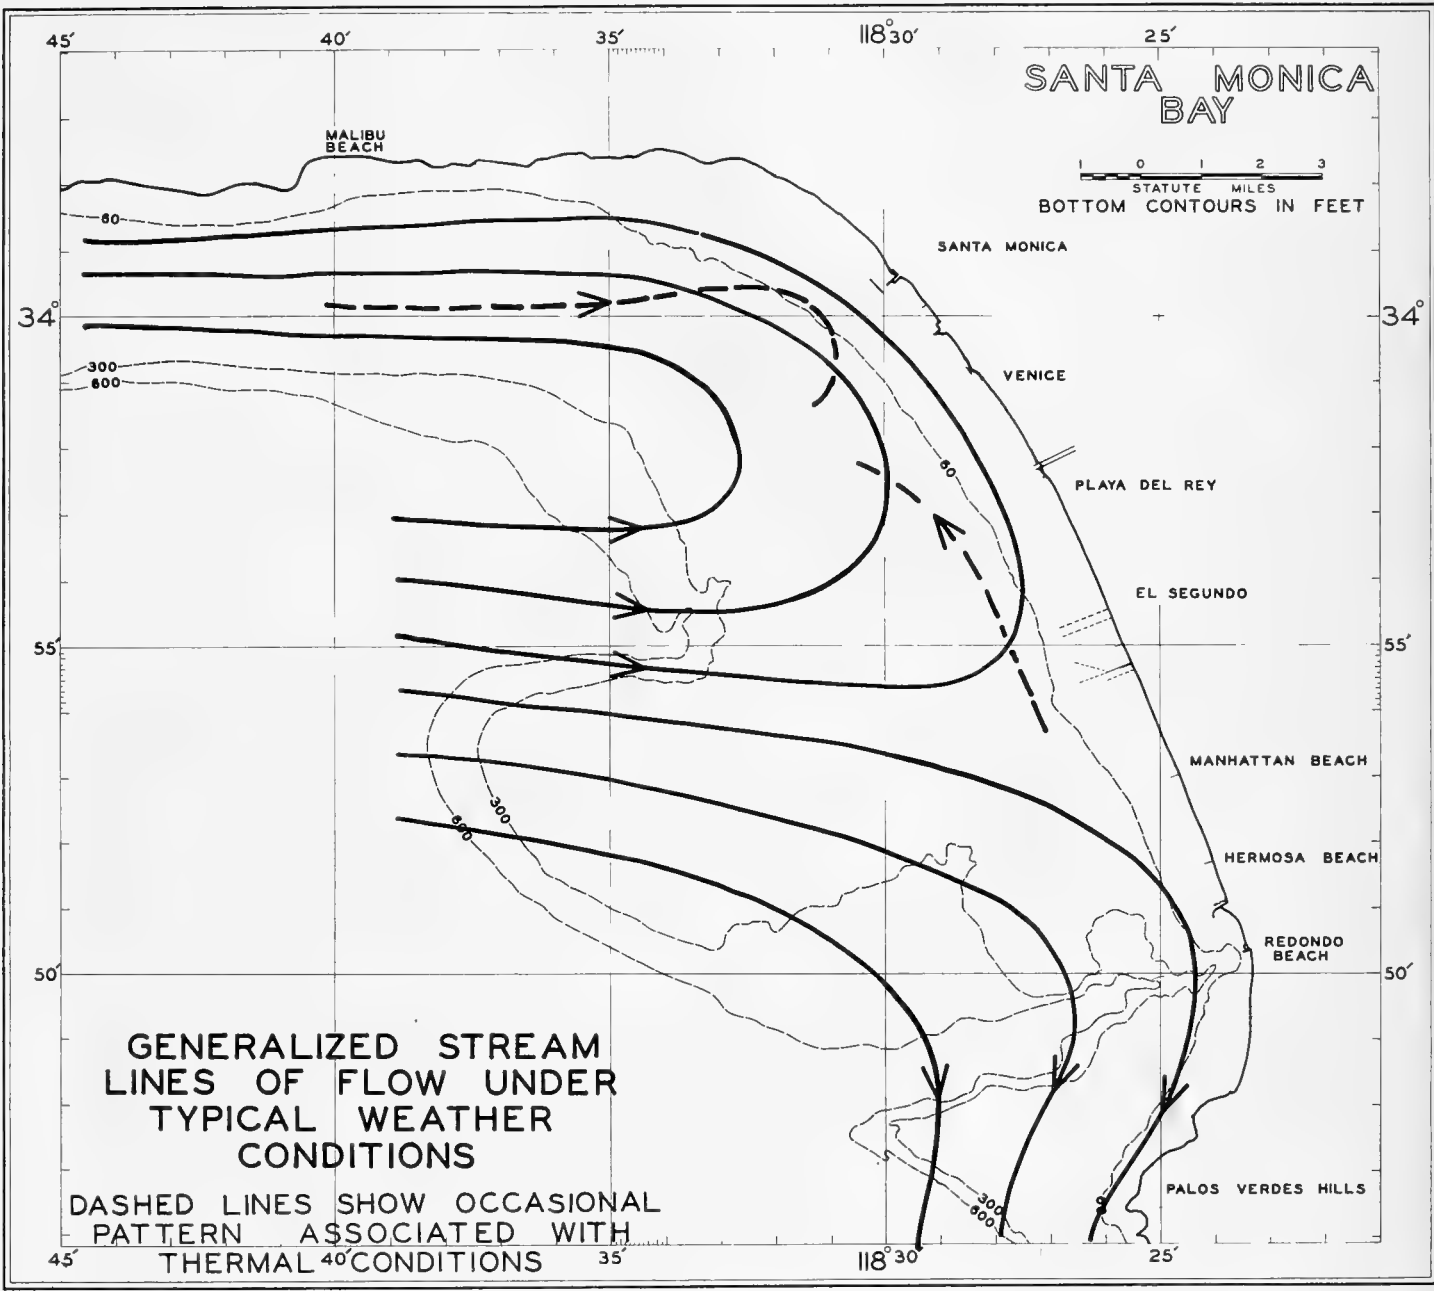 45′ 40′ 35′ 118° 30′ 25′
SANTA MONICA
BAY
1 0 1 2 3
STATUTE MILES
BOTTOM CONTOURS IN FEET
MALIBU
BEACH
60
SANTA MONICA
34° 34°
300
600
VENICE
60
PLAYA DEL REY
EL SEGUNDO
55′ 55′
MANHATTAN BEACH
300
600
HERMOSA BEACH
REDONDO
BEACH
50′ 50′
GENERALIZED STREAM
LINES OF FLOW UNDER
TYPICAL WEATHER
CONDITIONS
DASHED LINES SHOW OCCASIONAL
PATTERN ASSOCIATED WITH
THERMAL CONDITIONS
PALOS VERDES HILLS
300
600
60
45′ 40′ 35′ 118° 30′ 25′